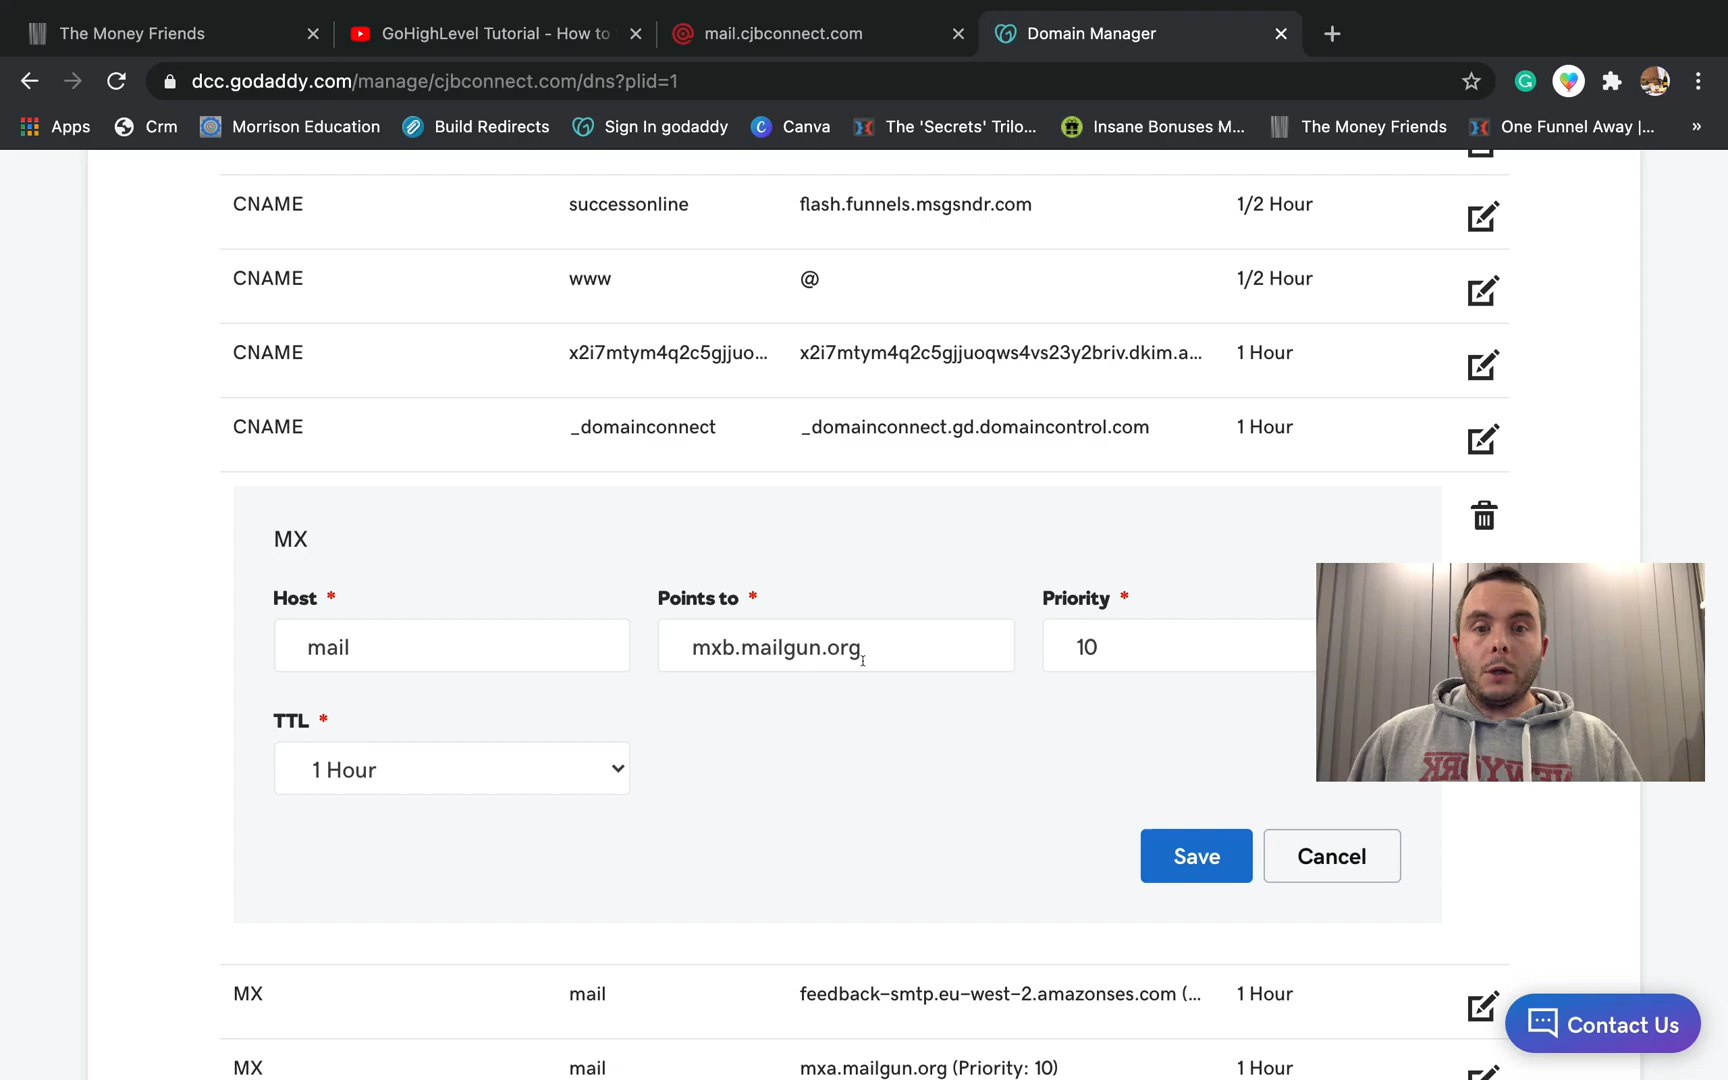 The Money Friends
GoHighLevel Tutorial - How to
mail.cjbconnect.com
Domain Manager
dcc.godaddy.com/manage/cjbconnect.com/dns?plid=1
Apps
Crm
Morrison Education
Build Redirects
Sign In godaddy
Canva
The 'Secrets' Trilo...
Insane Bonuses M...
The Money Friends
One Funnel Away |...
»
CNAME successonline flash.funnels.msgsndr.com 1/2 Hour
CNAME www @ 1/2 Hour
CNAME x2i7mtym4q2c5gjjuo... x2i7mtym4q2c5gjjuoqws4vs23y2briv.dkim.a... 1 Hour
CNAME _domainconnect _domainconnect.gd.domaincontrol.com 1 Hour
MX
Host * Points to * Priority *
mail mxb.mailgun.org 10
TTL *
1 Hour
Save Cancel
MX mail feedback-smtp.eu-west-2.amazonses.com (... 1 Hour
MX mail mxa.mailgun.org (Priority: 10) 1 Hour
Contact Us